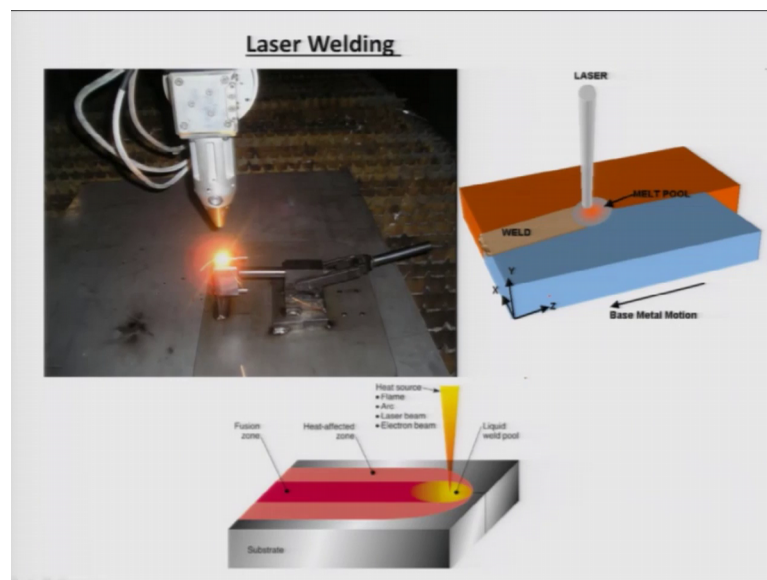 Laser Welding
LASER
MELT POOL
WELD
Y
X
Z
Base Metal Motion
Heat source
• Flame
• Arc
• Laser beam
• Electron beam
Fusion
zone
Heat-affected
zone
Liquid
weld pool
Substrate